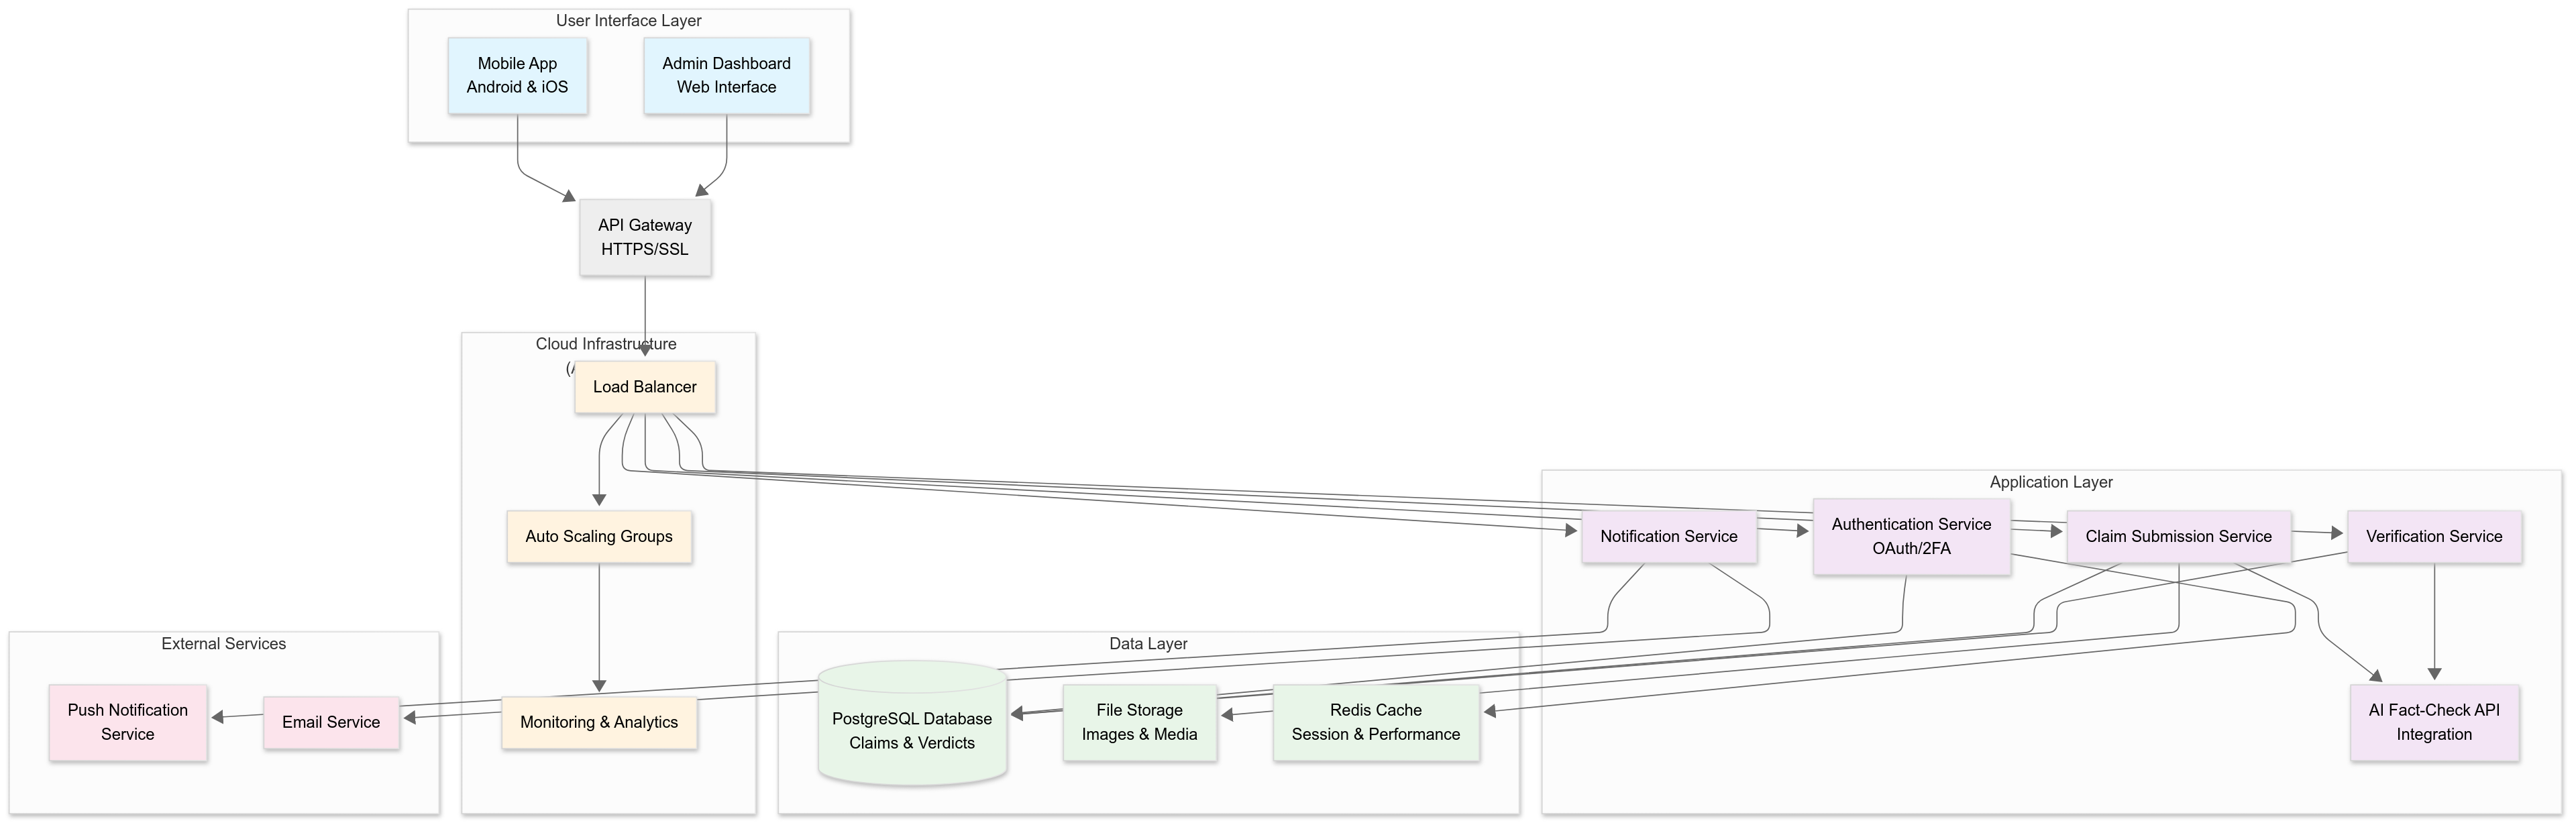 User Interface Layer
Mobile App
Android & iOS
Admin Dashboard
Web Interface
API Gateway
HTTPS/SSL
Cloud Infrastructure
Load Balancer
Auto Scaling Groups
Monitoring & Analytics
Application Layer
Notification Service
Authentication Service
OAuth/2FA
Claim Submission Service
Verification Service
AI Fact-Check API
Integration
External Services
Push Notification
Service
Email Service
Data Layer
PostgreSQL Database
Claims & Verdicts
File Storage
Images & Media
Redis Cache
Session & Performance